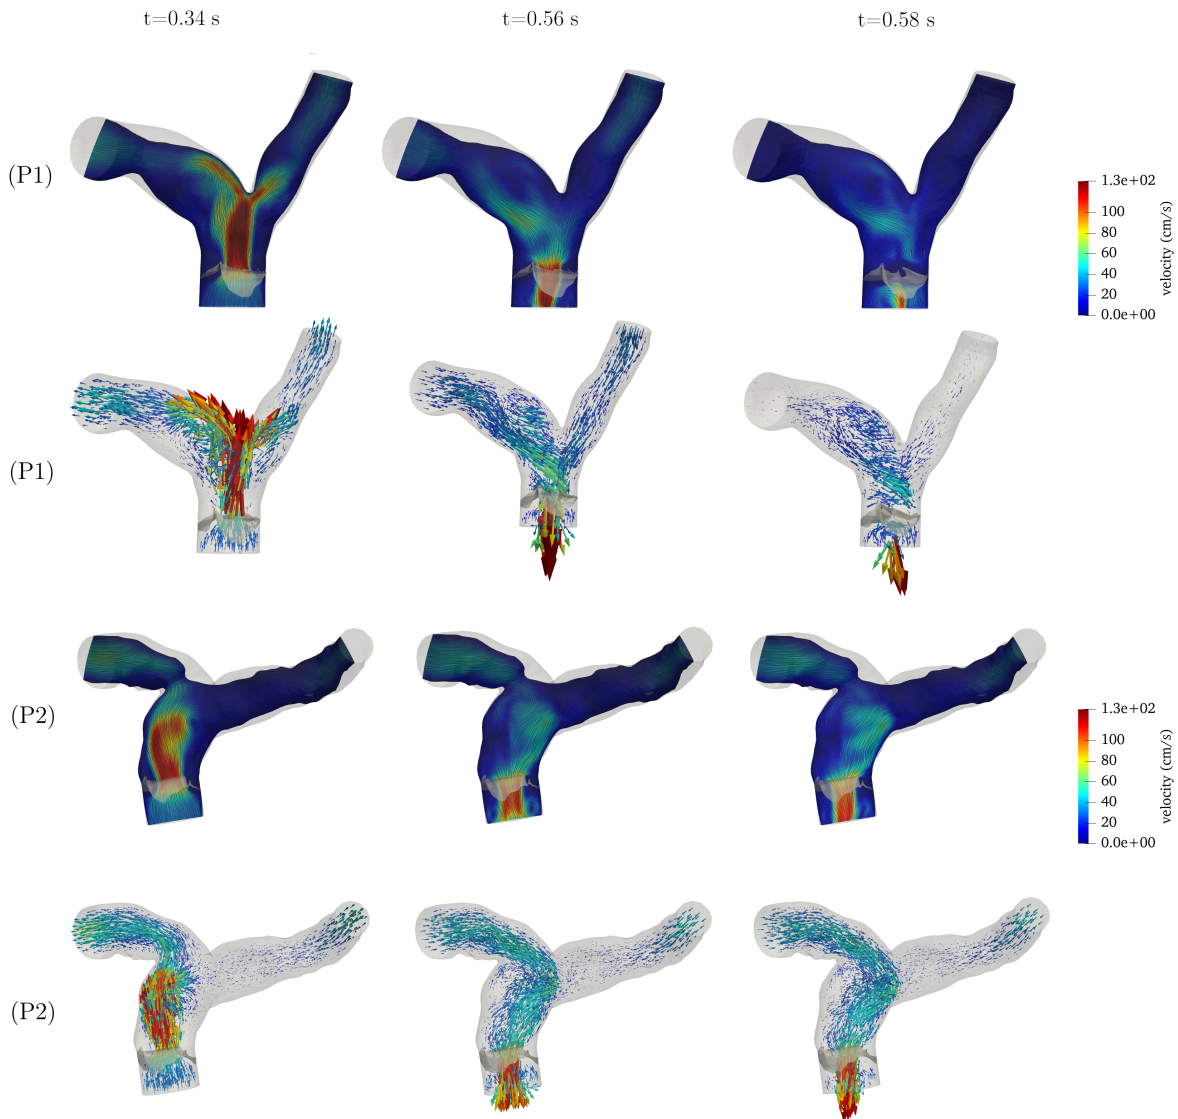 t=0.34 s
t=0.56 s
t=0.58 s
(P1)
1.3e+02
100
80
60
40
20
0.0e+00
velocity (cm/s)
(P1)
(P2)
1.3e+02
100
80
60
40
20
0.0e+00
velocity (cm/s)
(P2)